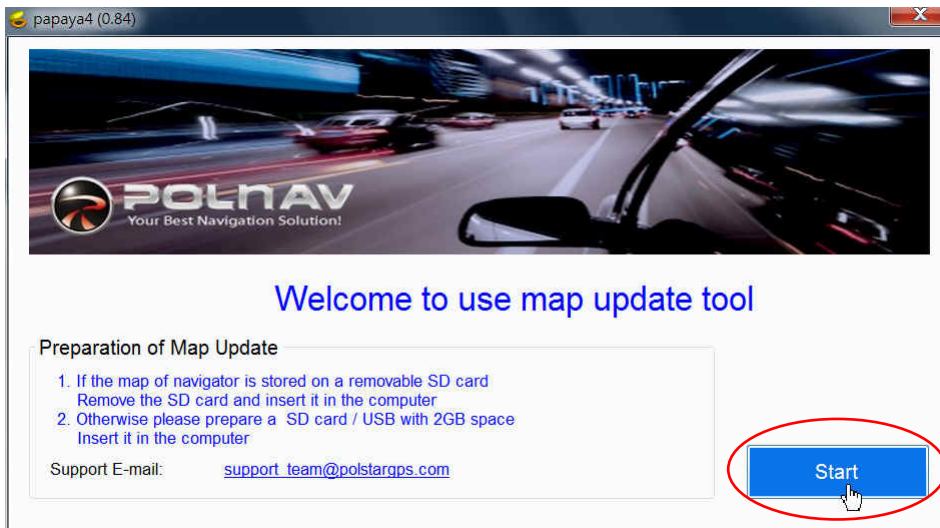 papaya4 (0.84)
POLNAV
Your Best Navigation Solution!
Welcome to use map update tool
Preparation of Map Update
1. If the map of navigator is stored on a removable SD card
Remove the SD card and insert it in the computer
2. Otherwise please prepare a SD card / USB with 2GB space
Insert it in the computer
Support E-mail: support_team@polstargps.com
Start